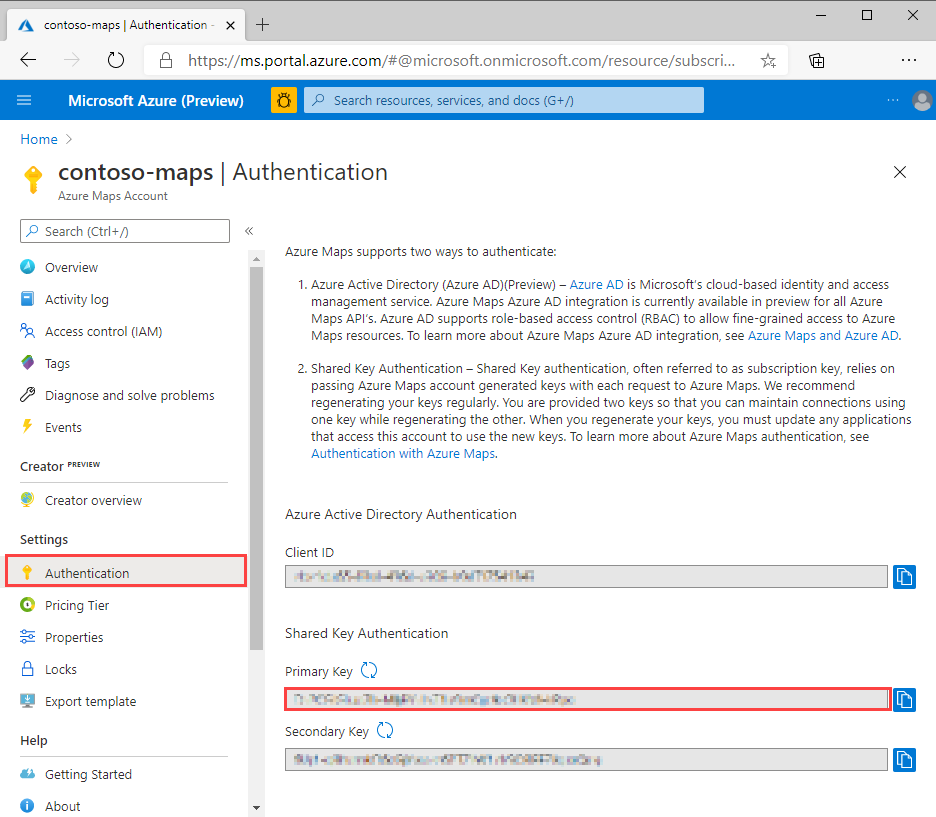 contoso-maps | Authentication -
https://ms.portal.azure.com/#@microsoft.onmicrosoft.com/resource/subscri...
Microsoft Azure (Preview)
Search resources, services, and docs (G+/)
Home
contoso-maps | Authentication
Azure Maps Account
Search (Ctrl+/)
Overview
Activity log
Access control (IAM)
Tags
Diagnose and solve problems
Events
Creator PREVIEW
Creator overview
Settings
Authentication
Pricing Tier
Properties
Locks
Export template
Help
Getting Started
About
Azure Maps supports two ways to authenticate:
1. Azure Active Directory (Azure AD)(Preview) – Azure AD is Microsoft's cloud-based identity and access
management service. Azure Maps Azure AD integration is currently available in preview for all Azure
Maps API's. Azure AD supports role-based access control (RBAC) to allow fine-grained access to Azure
Maps resources. To learn more about Azure Maps Azure AD integration, see Azure Maps and Azure AD.
2. Shared Key Authentication – Shared Key authentication, often referred to as subscription key, relies on
passing Azure Maps account generated keys with each request to Azure Maps. We recommend
regenerating your keys regularly. You are provided two keys so that you can maintain connections using
one key while regenerating the other. When you regenerate your keys, you must update any applications
that access this account to use the new keys. To learn more about Azure Maps authentication, see
Authentication with Azure Maps.
Azure Active Directory Authentication
Client ID
Shared Key Authentication
Primary Key
Secondary Key